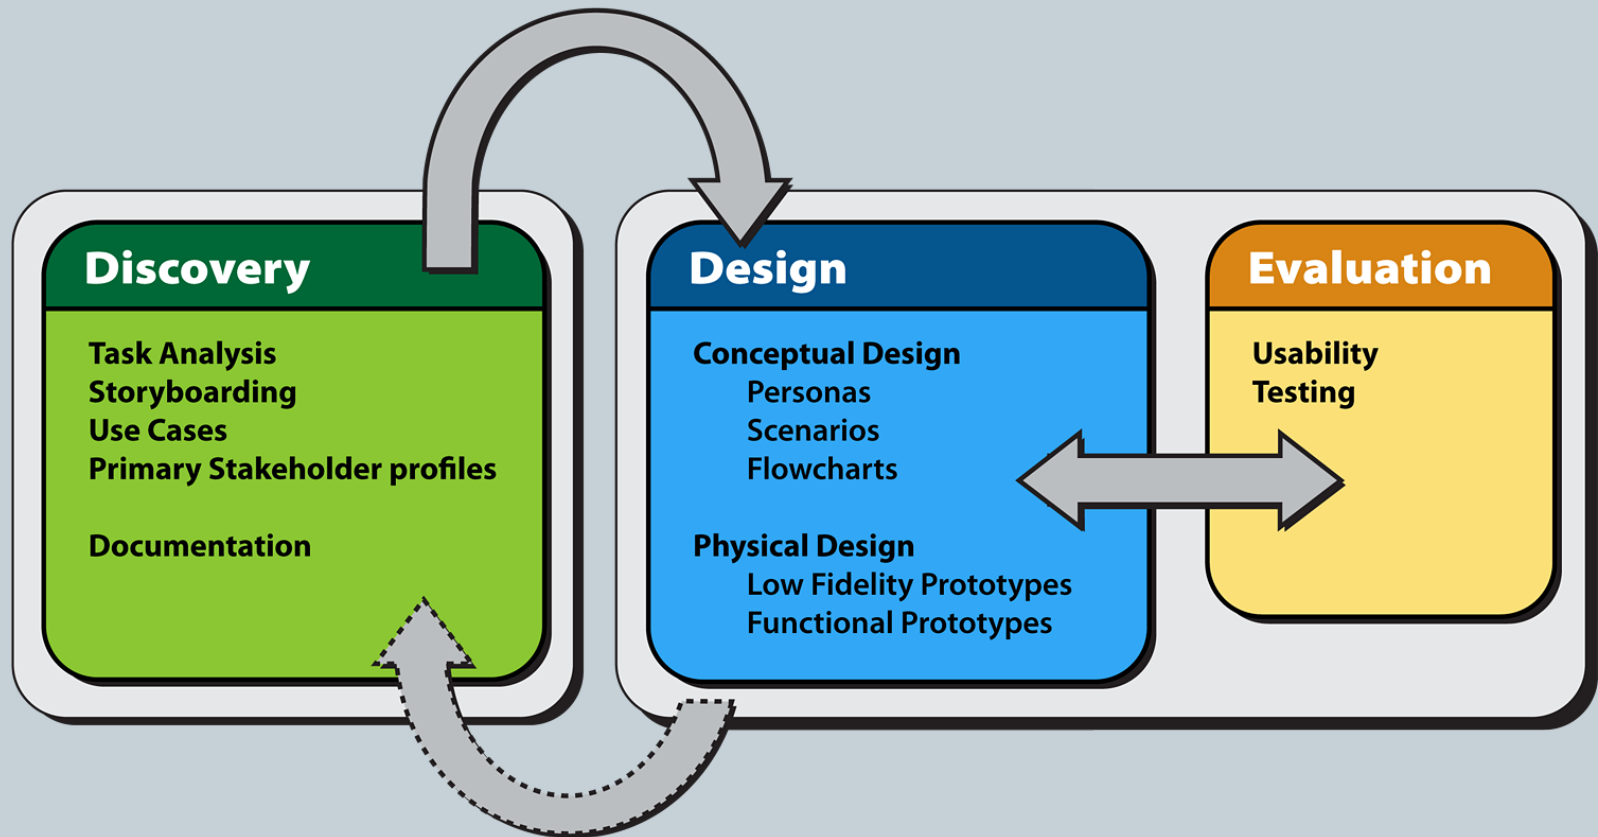 Discovery
Task Analysis
Storyboarding
Use Cases
Primary Stakeholder profiles
Documentation
Design
Conceptual Design
Personas
Scenarios
Flowcharts
Physical Design
Low Fidelity Prototypes
Functional Prototypes
Evaluation
Usability
Testing